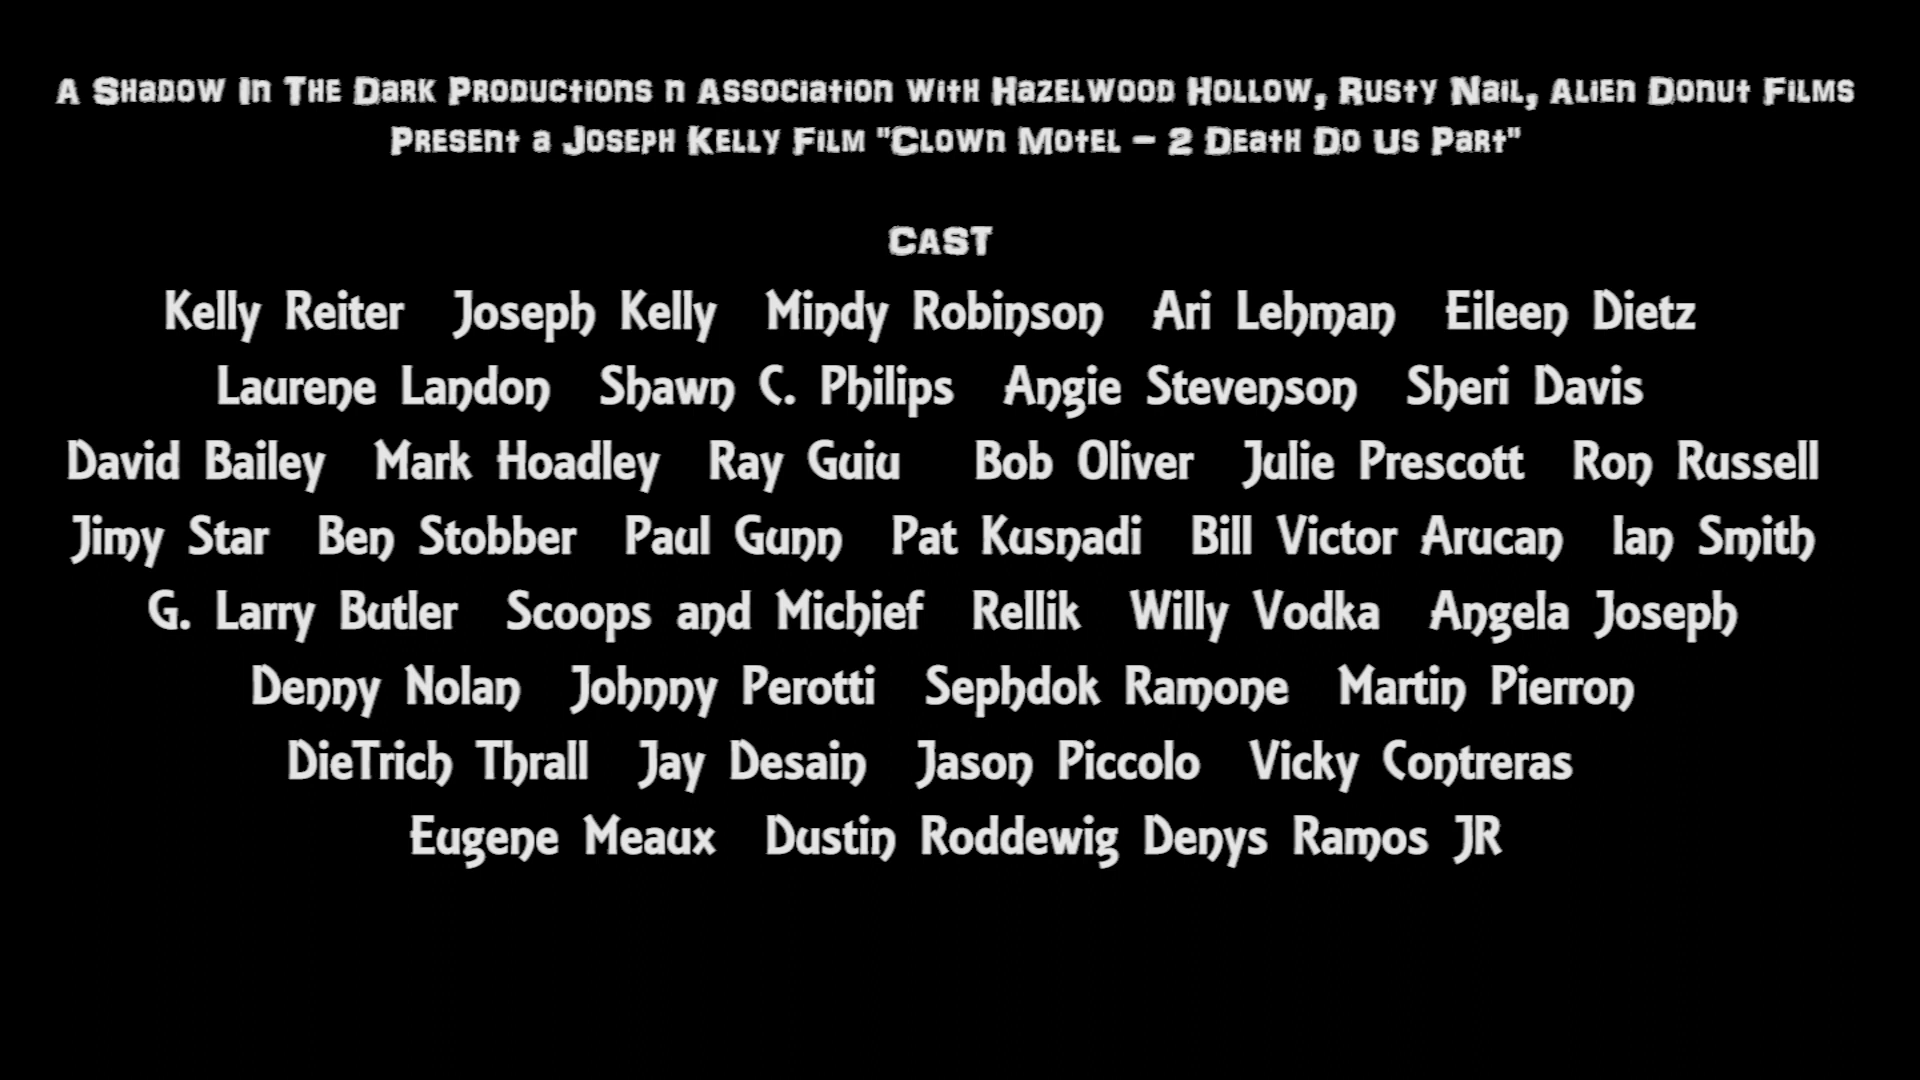 A Shadow In The Dark Productions n Association with Hazelwood Hollow, Rusty Nail, Alien Donut Films
Present a Joseph Kelly Film "Clown Motel - 2 Death Do Us Part"
CAST
Kelly Reiter Joseph Kelly Mindy Robinson Ari Lehman Eileen Dietz
Laurene Landon Shawn C. Philips Angie Stevenson Sheri Davis
David Bailey Mark Hoadley Ray Guiu Bob Oliver Julie Prescott Ron Russell
Jimy Star Ben Stobber Paul Gunn Pat Kusnadi Bill Victor Arucan Ian Smith
G. Larry Butler Scoops and Michief Rellik Willy Vodka Angela Joseph
Denny Nolan Johnny Perotti Sephdok Ramone Martin Pierron
DieTrich Thrall Jay Desain Jason Piccolo Vicky Contreras
Eugene Meaux Dustin Roddewig Denys Ramos JR